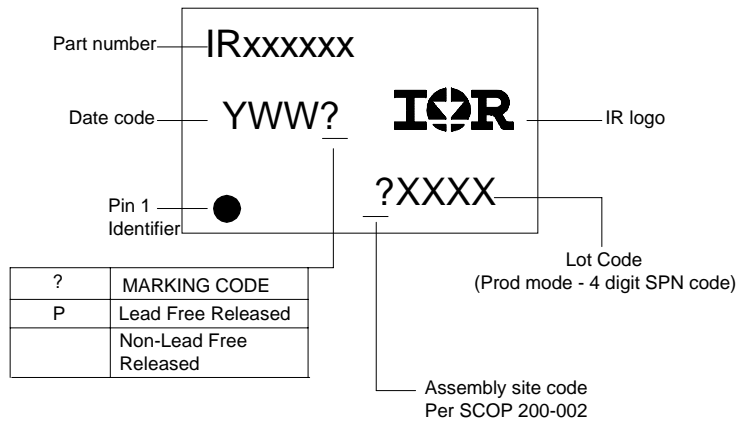 Part number
IRxxxxxx
Date code
YWW?
IOR
IR logo
?XXXX
Pin 1
Identifier
Lot Code
(Prod mode - 4 digit SPN code)
? MARKING CODE
P Lead Free Released
Non-Lead Free
Released
Assembly site code
Per SCOP 200-002